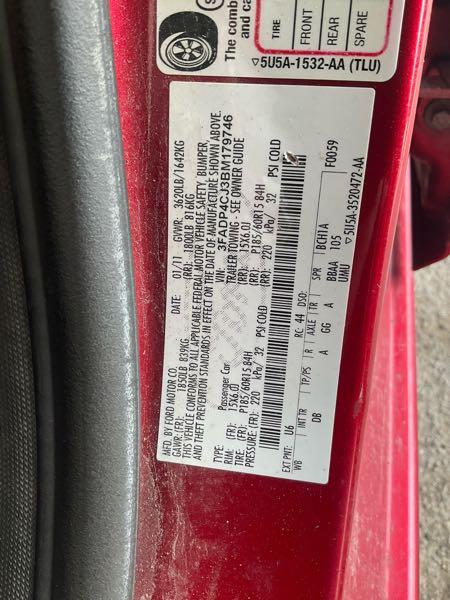 The combined
and ca
TIRE
FRONT
REAR
SPARE
▽5U5A-1532-AA (TLU)
MFD. BY FORD MOTOR CO.
DATE: 01/11 GVWR: 3620LB/1642KG
GAWR: (FR): 1850LB 839KG (RR): 1800LB 816KG
THIS VEHICLE CONFORMS TO ALL APPLICABLE FEDERAL MOTOR VEHICLE SAFETY, BUMPER,
AND THEFT PREVENTION STANDARDS IN EFFECT ON THE DATE OF MANUFACTURE SHOWN ABOVE.
VIN: 3FADP4CJ3BM179746
TYPE: Passenger Car TRAILER TOWING - SEE OWNER GUIDE
RIM: (FR): 15X6.0J (RR): 15X6.0J
TIRE: (FR): P185/60R15 84H (RR): P185/60R15 84H
PRESSURE: (FR): 220 kPa/ 32 PSI COLD (RR): 220 kPa/ 32 PSI COLD
EXT PNT: U6 RC: 44 DSO: F0059
WB INT TR TP/PS R AXLE TR SPR BCH1A
DB A GG A BBAA 105
UMU
▽5U5A-3520472-AA